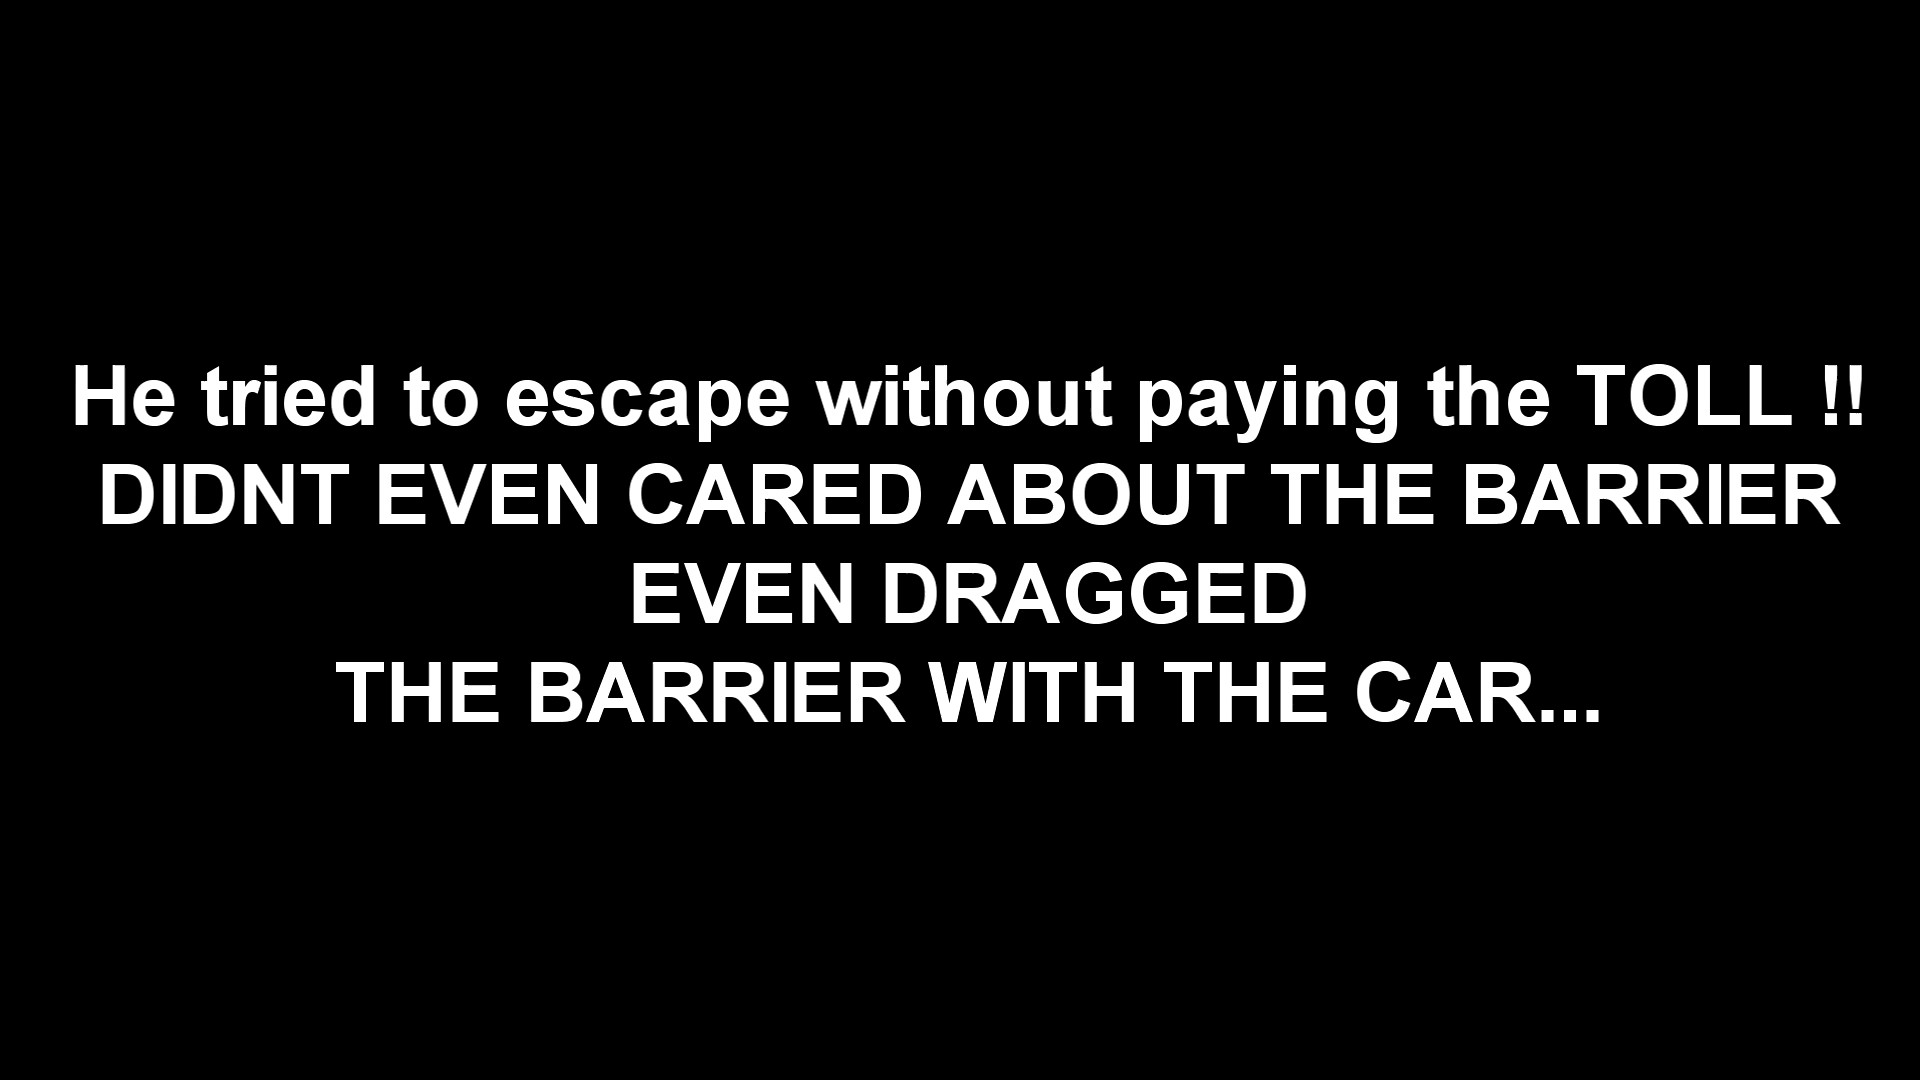 He tried to escape without paying the TOLL !!
DIDNT EVEN CARED ABOUT THE BARRIER
EVEN DRAGGED
THE BARRIER WITH THE CAR...